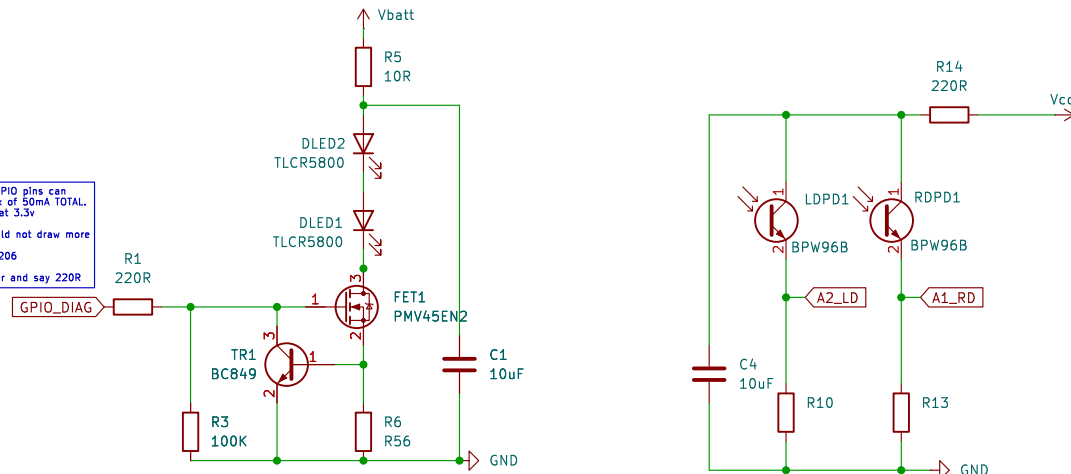 Vbatt
R5
10R
DLED2
TLCR5800
DLED1
TLCR5800
PIO pins can
of 50mA TOTAL.
at 3.3v
ld not draw more
206
r and say 220R
R1
220R
GPIO_DIAG
1
3
2
FET1
PMV45EN2
TR1
BC849
3
1
2
R3
100K
R6
R56
C1
10uF
GND
R14
220R
Vcc
1
LDPD1
2
BPW96B
1
RDPD1
2
BPW96B
A2_LD
A1_RD
C4
10uF
R10
R13
GND